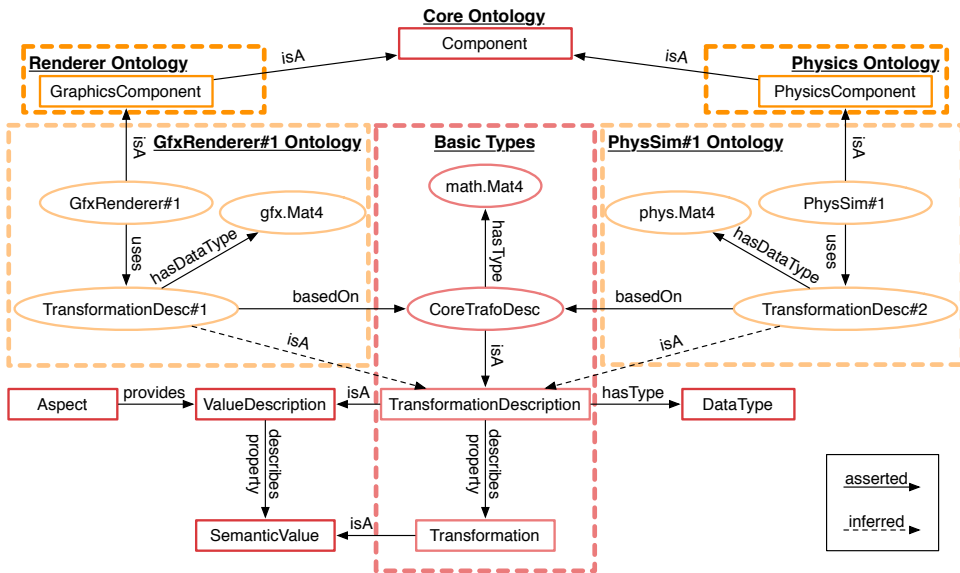 Core Ontology
Component
isA
isA
Renderer Ontology
GraphicsComponent
Physics Ontology
PhysicsComponent
isA
isA
GfxRenderer#1 Ontology
Basic Types
PhysSim#1 Ontology
GfxRenderer#1
gfx.Mat4
math.Mat4
phys.Mat4
PhysSim#1
uses
hasDataType
hasType
hasDataType
uses
TransformationDesc#1
basedOn
CoreTrafoDesc
basedOn
TransformationDesc#2
isA
isA
isA
Aspect
provides
ValueDescription
isA
TransformationDescription
hasType
DataType
describes
property
describes
property
SemanticValue
isA
Transformation
asserted
inferred